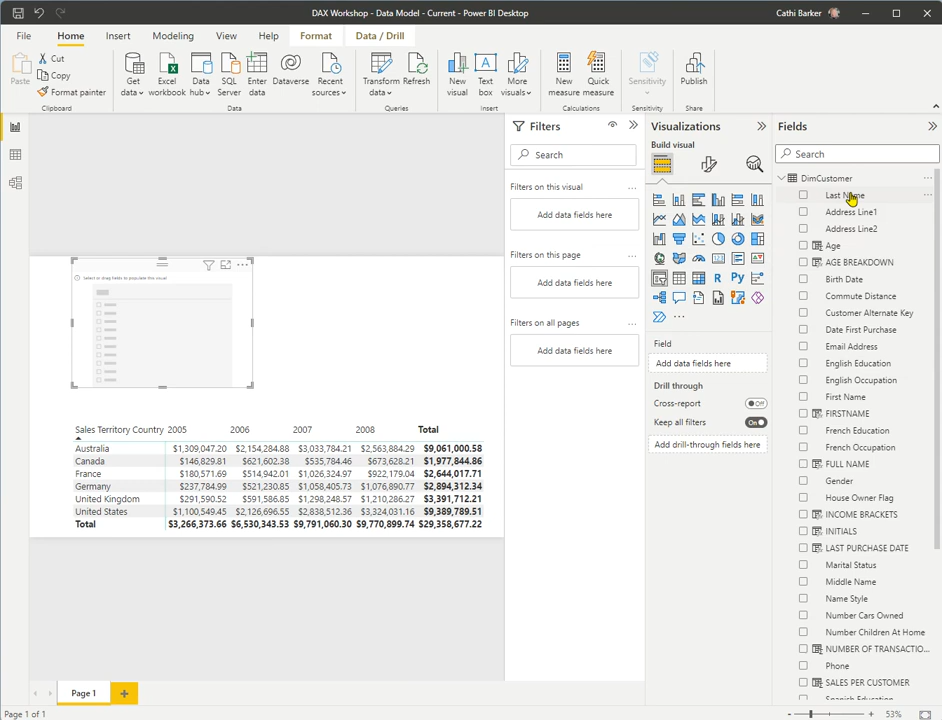 DAX Workshop - Data Model - Current - Power BI Desktop
Cathi Barker
File
Home
Insert
Modeling
View
Help
Format
Data / Drill
Paste
Cut
Copy
Format painter
Get data
Excel workbook
Data hub
SQL Server
Enter data
Dataverse
Recent sources
Transform data
Refresh
New visual
Text box
More visuals
New measure
Quick measure
Sensitivity
Publish
Clipboard
Data
Queries
Insert
Calculations
Sensitivity
Share
Select or drag fields to populate this visual
Sales Territory Country 2005 2006 2007 2008 Total
Australia $1,309,047.20 $2,154,284.88 $3,033,784.21 $2,563,884.29 $9,061,000.58
Canada $146,829.81 $621,602.38 $535,784.46 $673,628.21 $1,977,844.86
France $180,571.69 $514,942.01 $1,026,324.97 $922,179.04 $2,644,017.71
Germany $237,784.99 $521,230.85 $1,058,405.73 $1,076,890.77 $2,894,312.34
United Kingdom $291,590.52 $591,586.85 $1,298,248.57 $1,210,286.27 $3,391,712.21
United States $1,100,549.45 $2,126,696.55 $2,838,512.36 $3,324,031.16 $9,389,789.51
Total $3,266,373.66 $6,530,343.53 $9,791,060.30 $9,770,899.74 $29,358,677.22
Filters
Search
Filters on this visual
Add data fields here
Filters on this page
Add data fields here
Filters on all pages
Add data fields here
Visualizations
Build visual
R
Py
Field
Add data fields here
Drill through
Cross-report
Off
Keep all filters
On
Add drill-through fields here
Fields
Search
DimCustomer
Last Name
Address Line1
Address Line2
Age
AGE BREAKDOWN
Birth Date
Commute Distance
Customer Alternate Key
Date First Purchase
Email Address
English Education
English Occupation
First Name
FIRSTNAME
French Education
French Occupation
FULL NAME
Gender
House Owner Flag
INCOME BRACKETS
INITIALS
LAST PURCHASE DATE
Marital Status
Middle Name
Name Style
Number Cars Owned
Number Children At Home
NUMBER OF TRANSACTIO...
Phone
SALES PER CUSTOMER
Spanish Education
Page 1
Page 1 of 1
53%